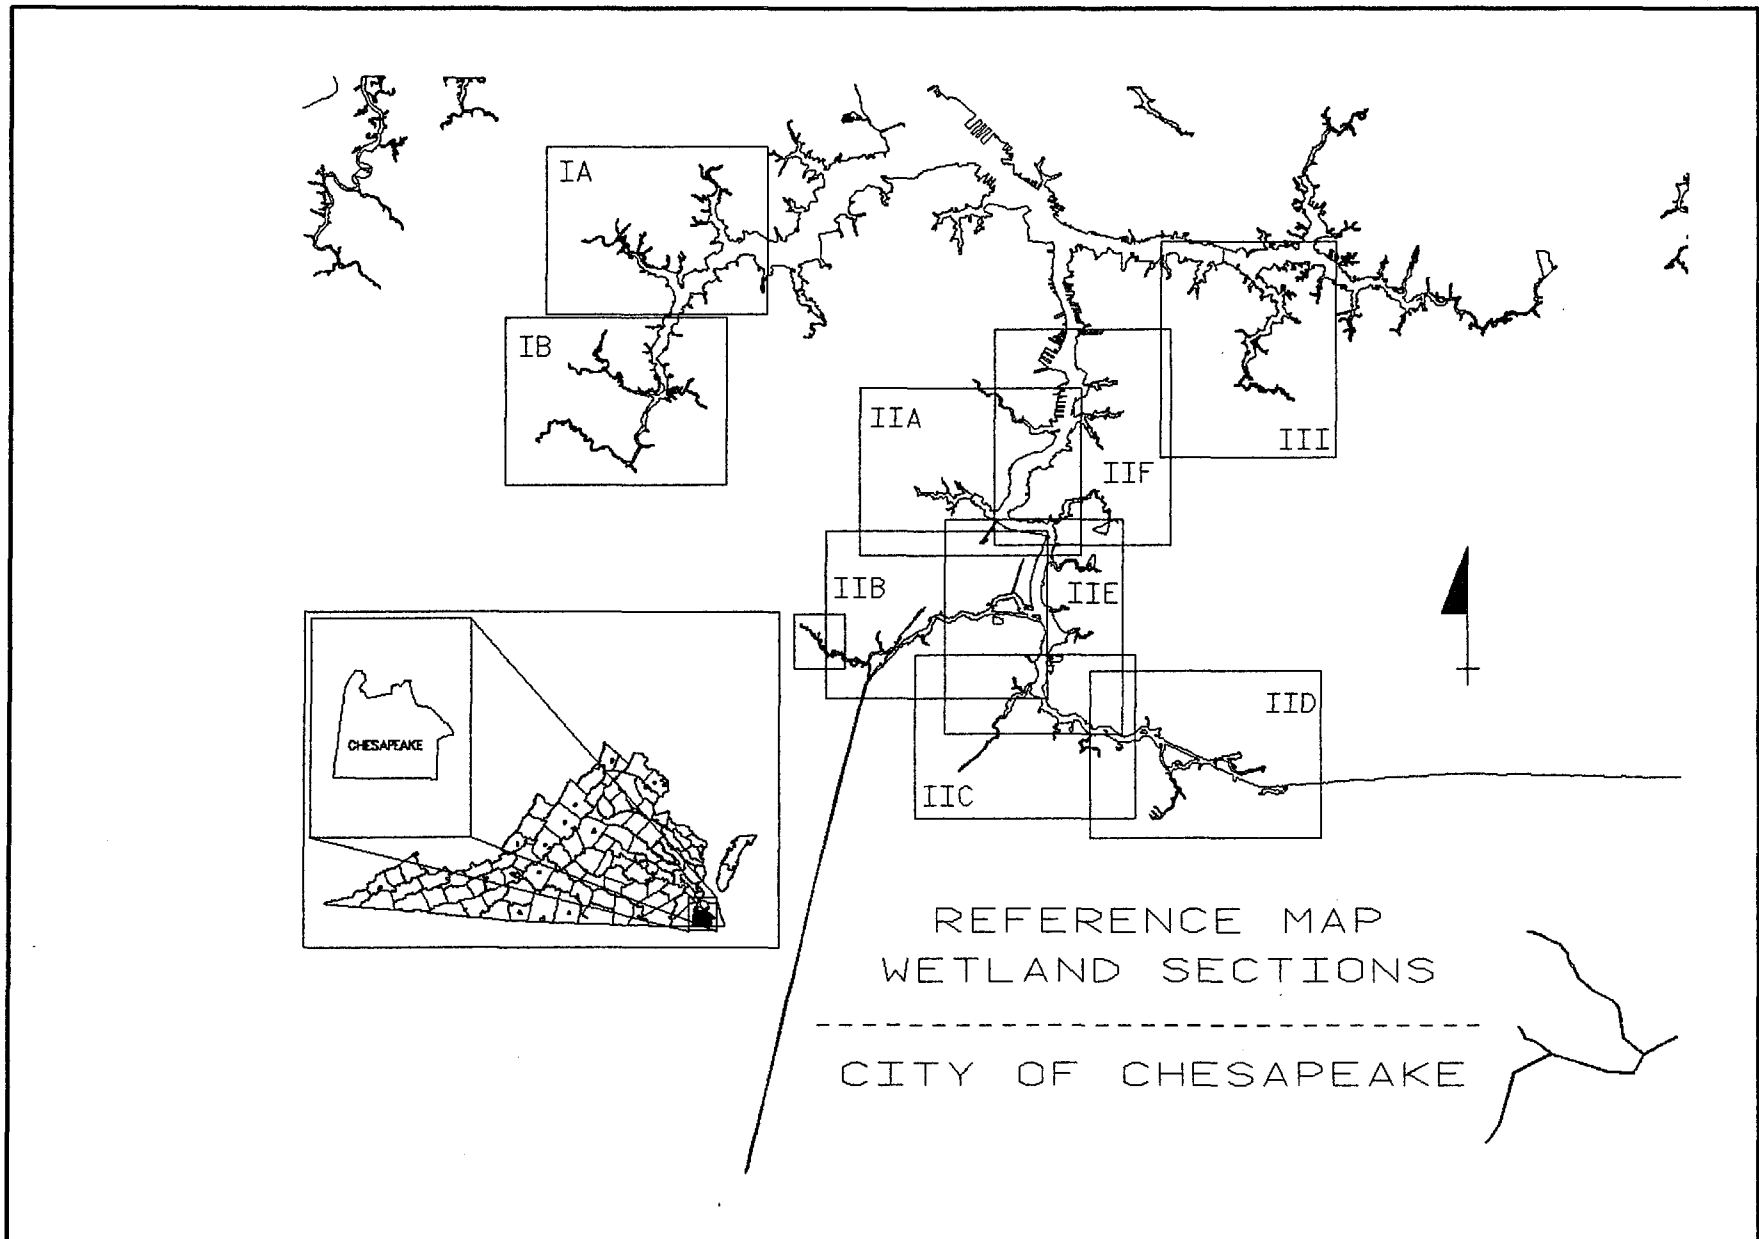 IA
IB
IIA
III
IIF
IIB
IIE
IID
IIC
CHESAPEAKE
REFERENCE MAP
WETLAND SECTIONS
CITY OF CHESAPEAKE